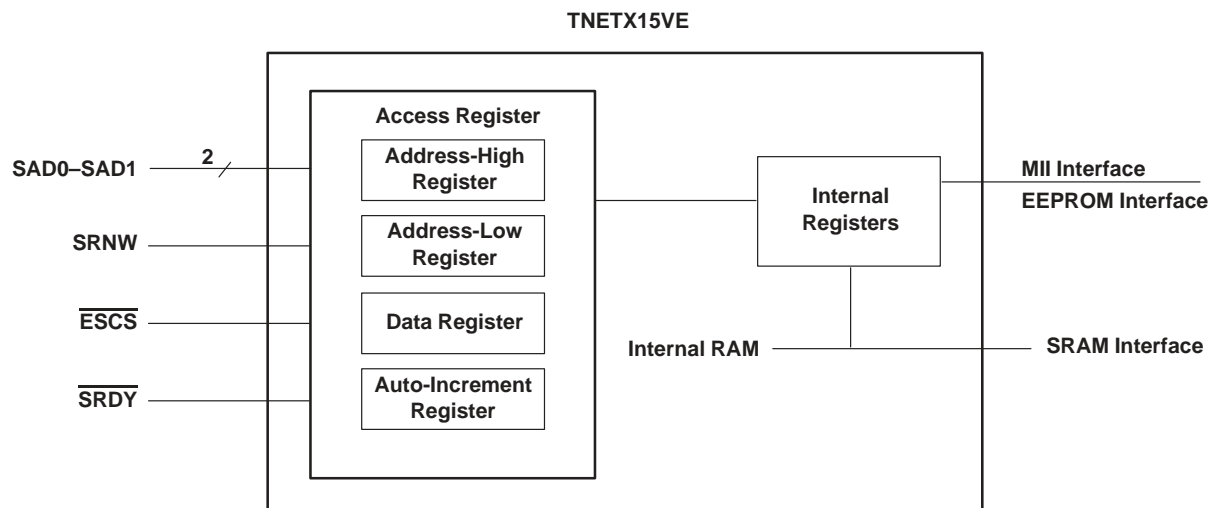 TNETX15VE
Access Register
SAD0–SAD1
2
Address-High
Register
SRNW
Address-Low
Register
ESCS
Data Register
SRDY
Auto-Increment
Register
Internal
Registers
MII Interface
EEPROM Interface
Internal RAM
SRAM Interface